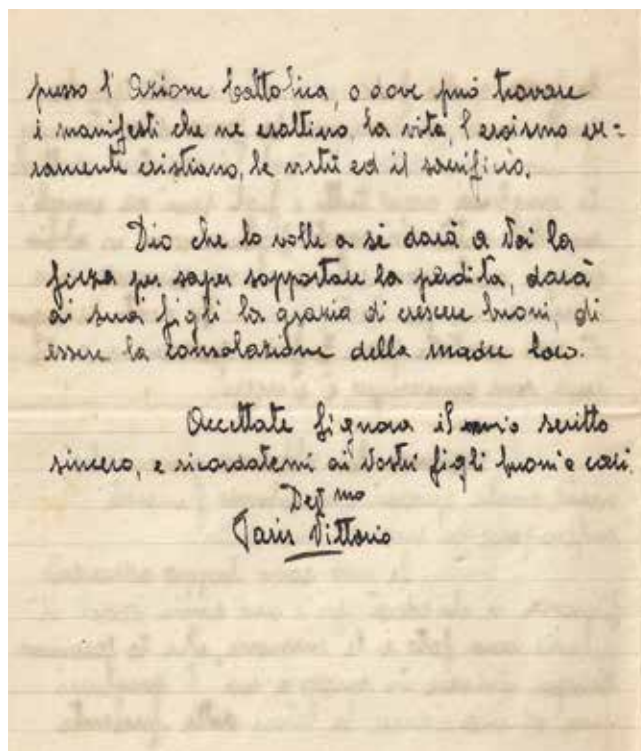 presso l'Azione Cattolica, o dove può trovare
i manifesti che ne esaltino, la vita, l'eroismo ve=
ramente cristiano, le virtù ed il sacrificio.
Dio che lo volle a sè darà a Voi la
forza per saper sopportare la perdita, darà
ai suoi figli la grazia di crescere buoni, di
essere la consolazione della madre loro.
Accettate Signora il mio scritto
sincero, e ricordatemi ai Vostri figli buoni e cari.
Dev mo
Paris Vittorio